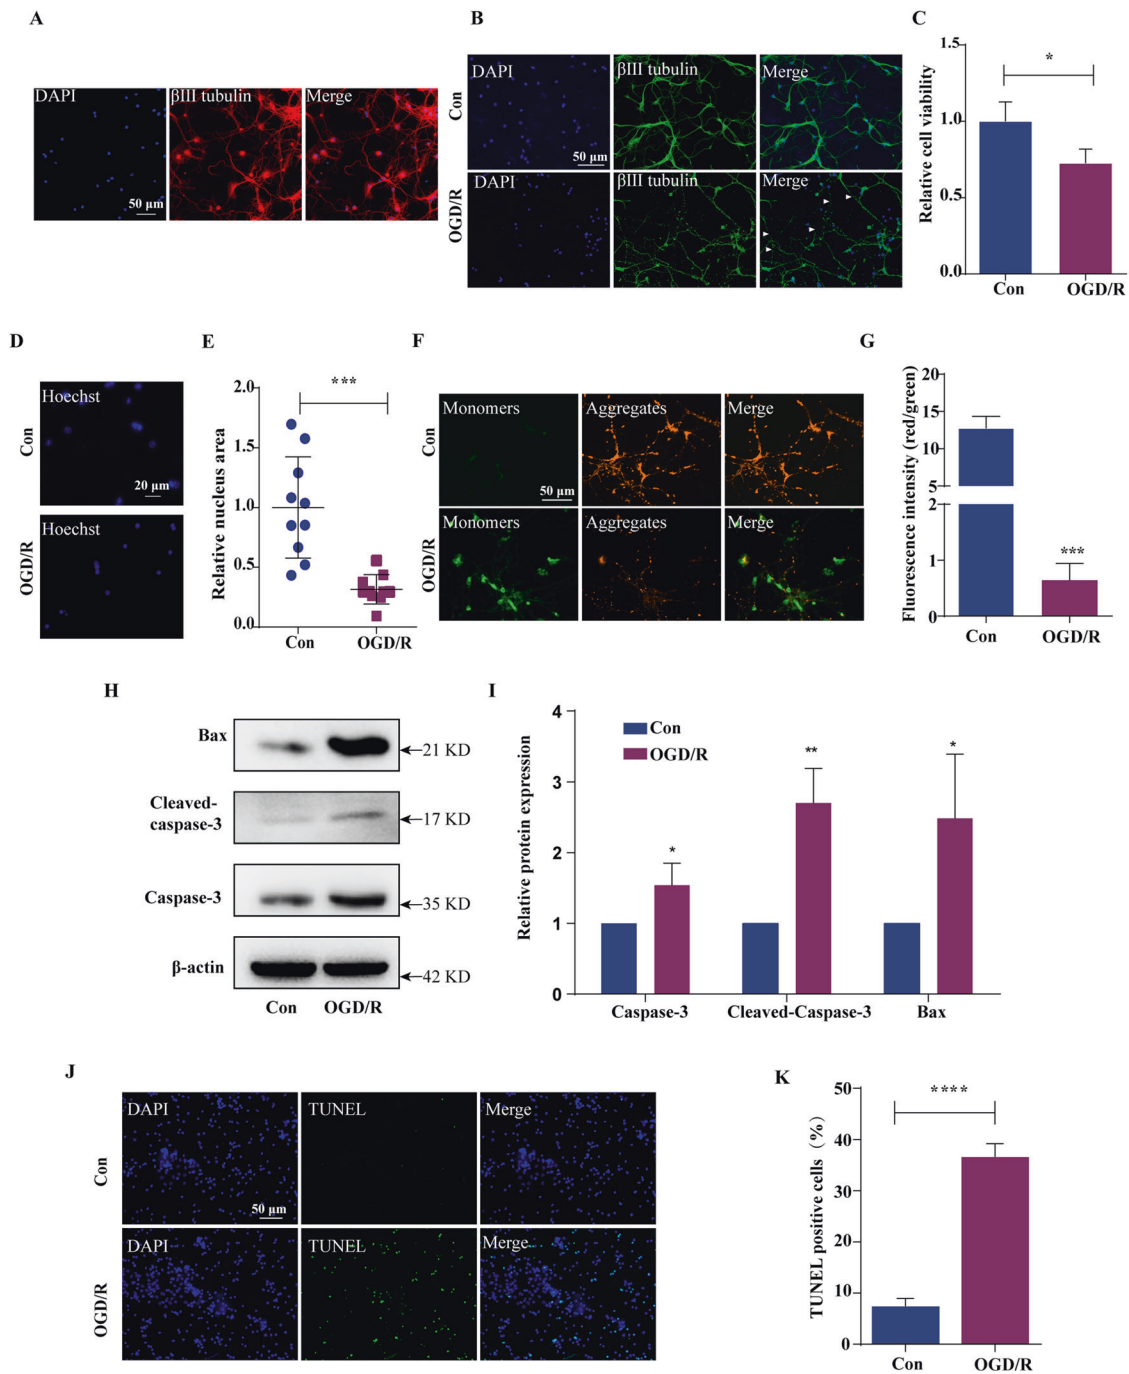 A
DAPI
βIII tubulin
Merge
50 μm
B
Con
DAPI
βIII tubulin
Merge
50 μm
OGD/R
DAPI
βIII tubulin
Merge
C
Relative cell viability
1.5
1.0
0.5
0.0
*
Con
OGD/R
D
Con
Hoechst
20 μm
OGD/R
Hoechst
E
Relative nucleus area
2.0
1.5
1.0
0.5
0.0
***
Con
OGD/R
F
Con
Monomers
Aggregates
Merge
50 μm
OGD/R
Monomers
Aggregates
Merge
G
Fluorescence intensity (red/green)
20
15
10
5
2
1
0
***
Con
OGD/R
H
Bax
21 KD
Cleaved-
caspase-3
17 KD
Caspase-3
35 KD
β-actin
42 KD
Con
OGD/R
I
Relative protein expression
4
3
2
1
0
Con
OGD/R
*
**
*
Caspase-3
Cleaved-Caspase-3
Bax
J
Con
DAPI
TUNEL
Merge
50 μm
OGD/R
DAPI
TUNEL
Merge
K
TUNEL positive cells (%)
50
40
30
20
10
0
****
Con
OGD/R